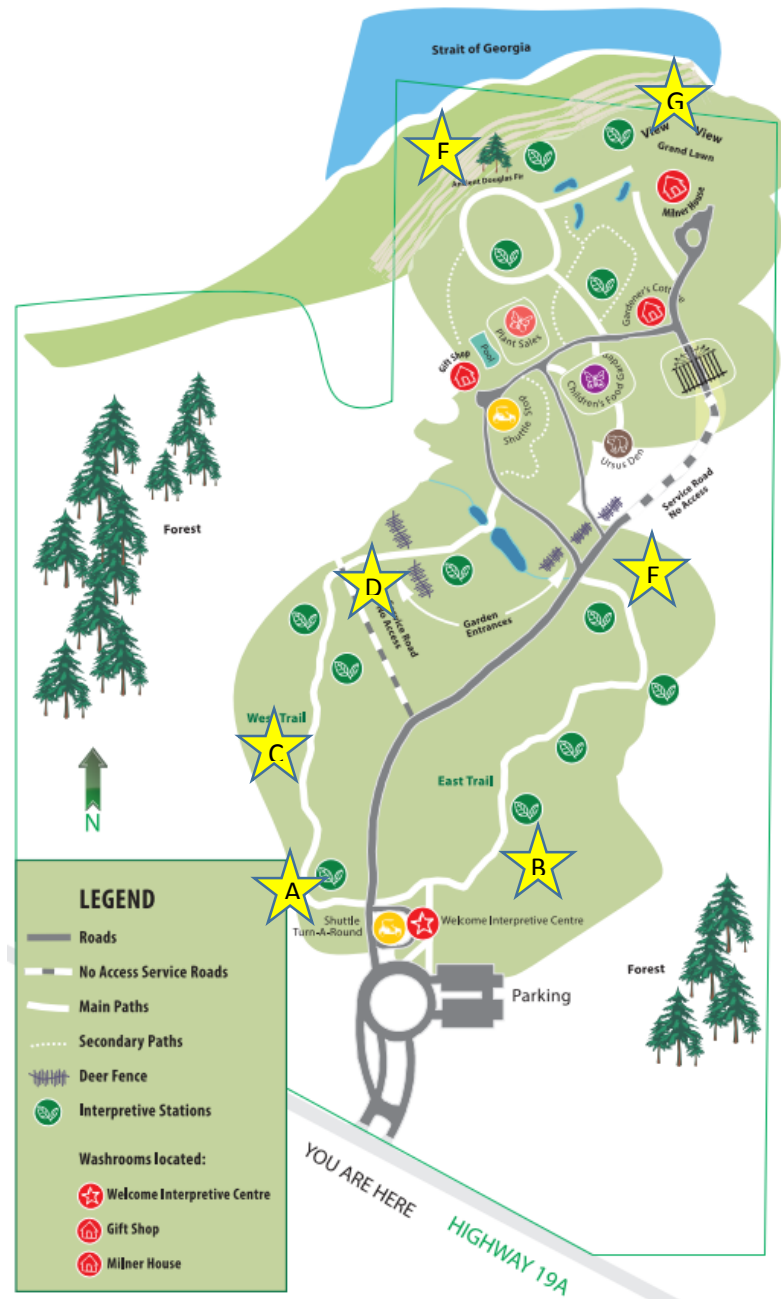 Strait of Georgia
G
F
View
View
Grand Lawn
Ancient Douglas Fir
Milner House
Gardener's Cottage
Plant Sales
Pool
Gift Shop
Children's Food Garden
Shuttle Stop
Ursus Den
Service Road
No Access
Forest
D
F
Service Road
No Access
Garden
Entrances
West Trail
C
East Trail
N
B
A
LEGEND
Roads
No Access Service Roads
Main Paths
Secondary Paths
Deer Fence
Interpretive Stations
Washrooms located:
Welcome Interpretive Centre
Gift Shop
Milner House
Shuttle
Turn-A-Round
Welcome Interpretive Centre
Parking
Forest
YOU ARE HERE
HIGHWAY 19A